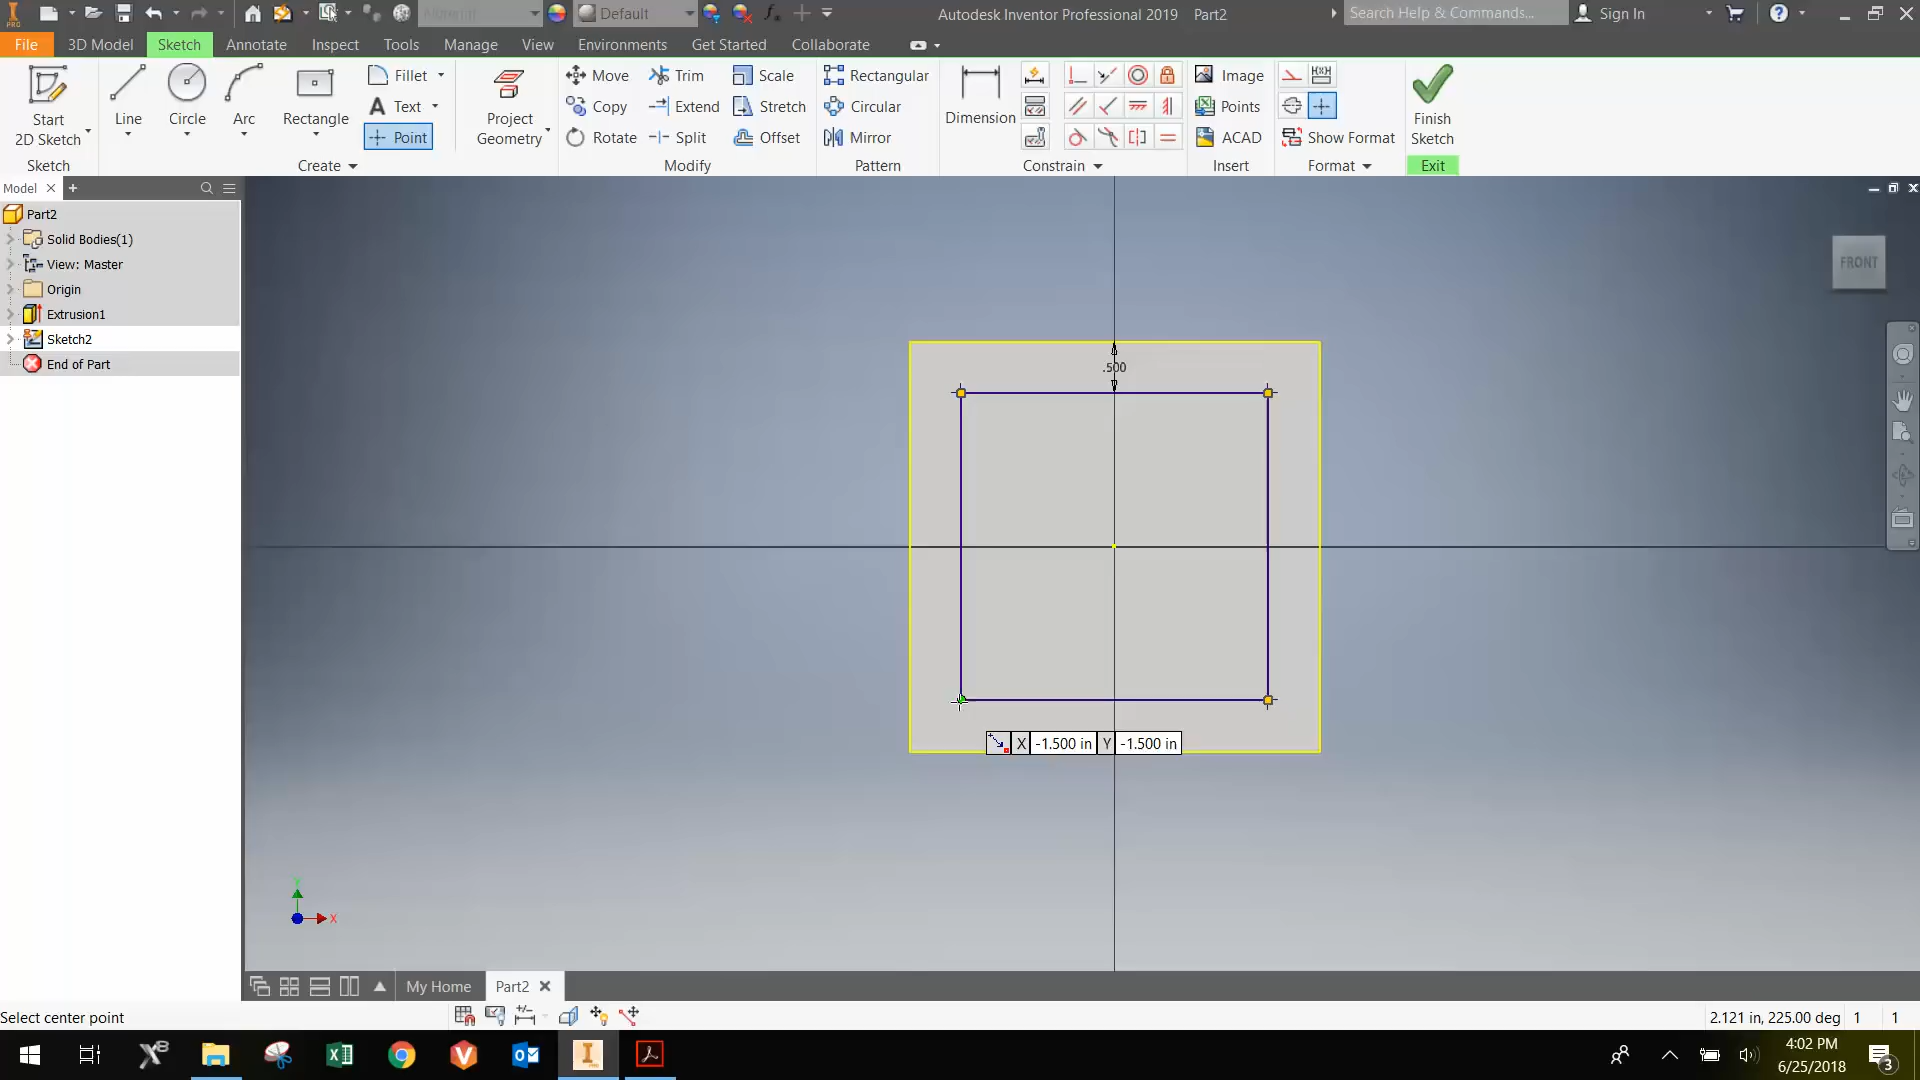 Default
Autodesk Inventor Professional 2019 Part2
Search Help & Commands...
Sign In
File 3D Model Sketch Annotate Inspect Tools Manage View Environments Get Started Collaborate
Start
2D Sketch
Sketch
Line
Circle
Arc
Rectangle
Fillet
Text
Point
Create
Project
Geometry
Move
Copy
Rotate
Trim
Extend
Split
Scale
Stretch
Offset
Modify
Rectangular
Circular
Mirror
Pattern
Dimension
Constrain
Image
Points
ACAD
Insert
Show Format
Format
Finish
Sketch
Exit
Model
Part2
Solid Bodies(1)
View: Master
Origin
Extrusion1
Sketch2
End of Part
PRO
FRONT
.500
X -1.500 in Y -1.500 in
Y
X
My Home Part2
Select center point
2.121 in, 225.00 deg 1 1
4:02 PM
6/25/2018
3